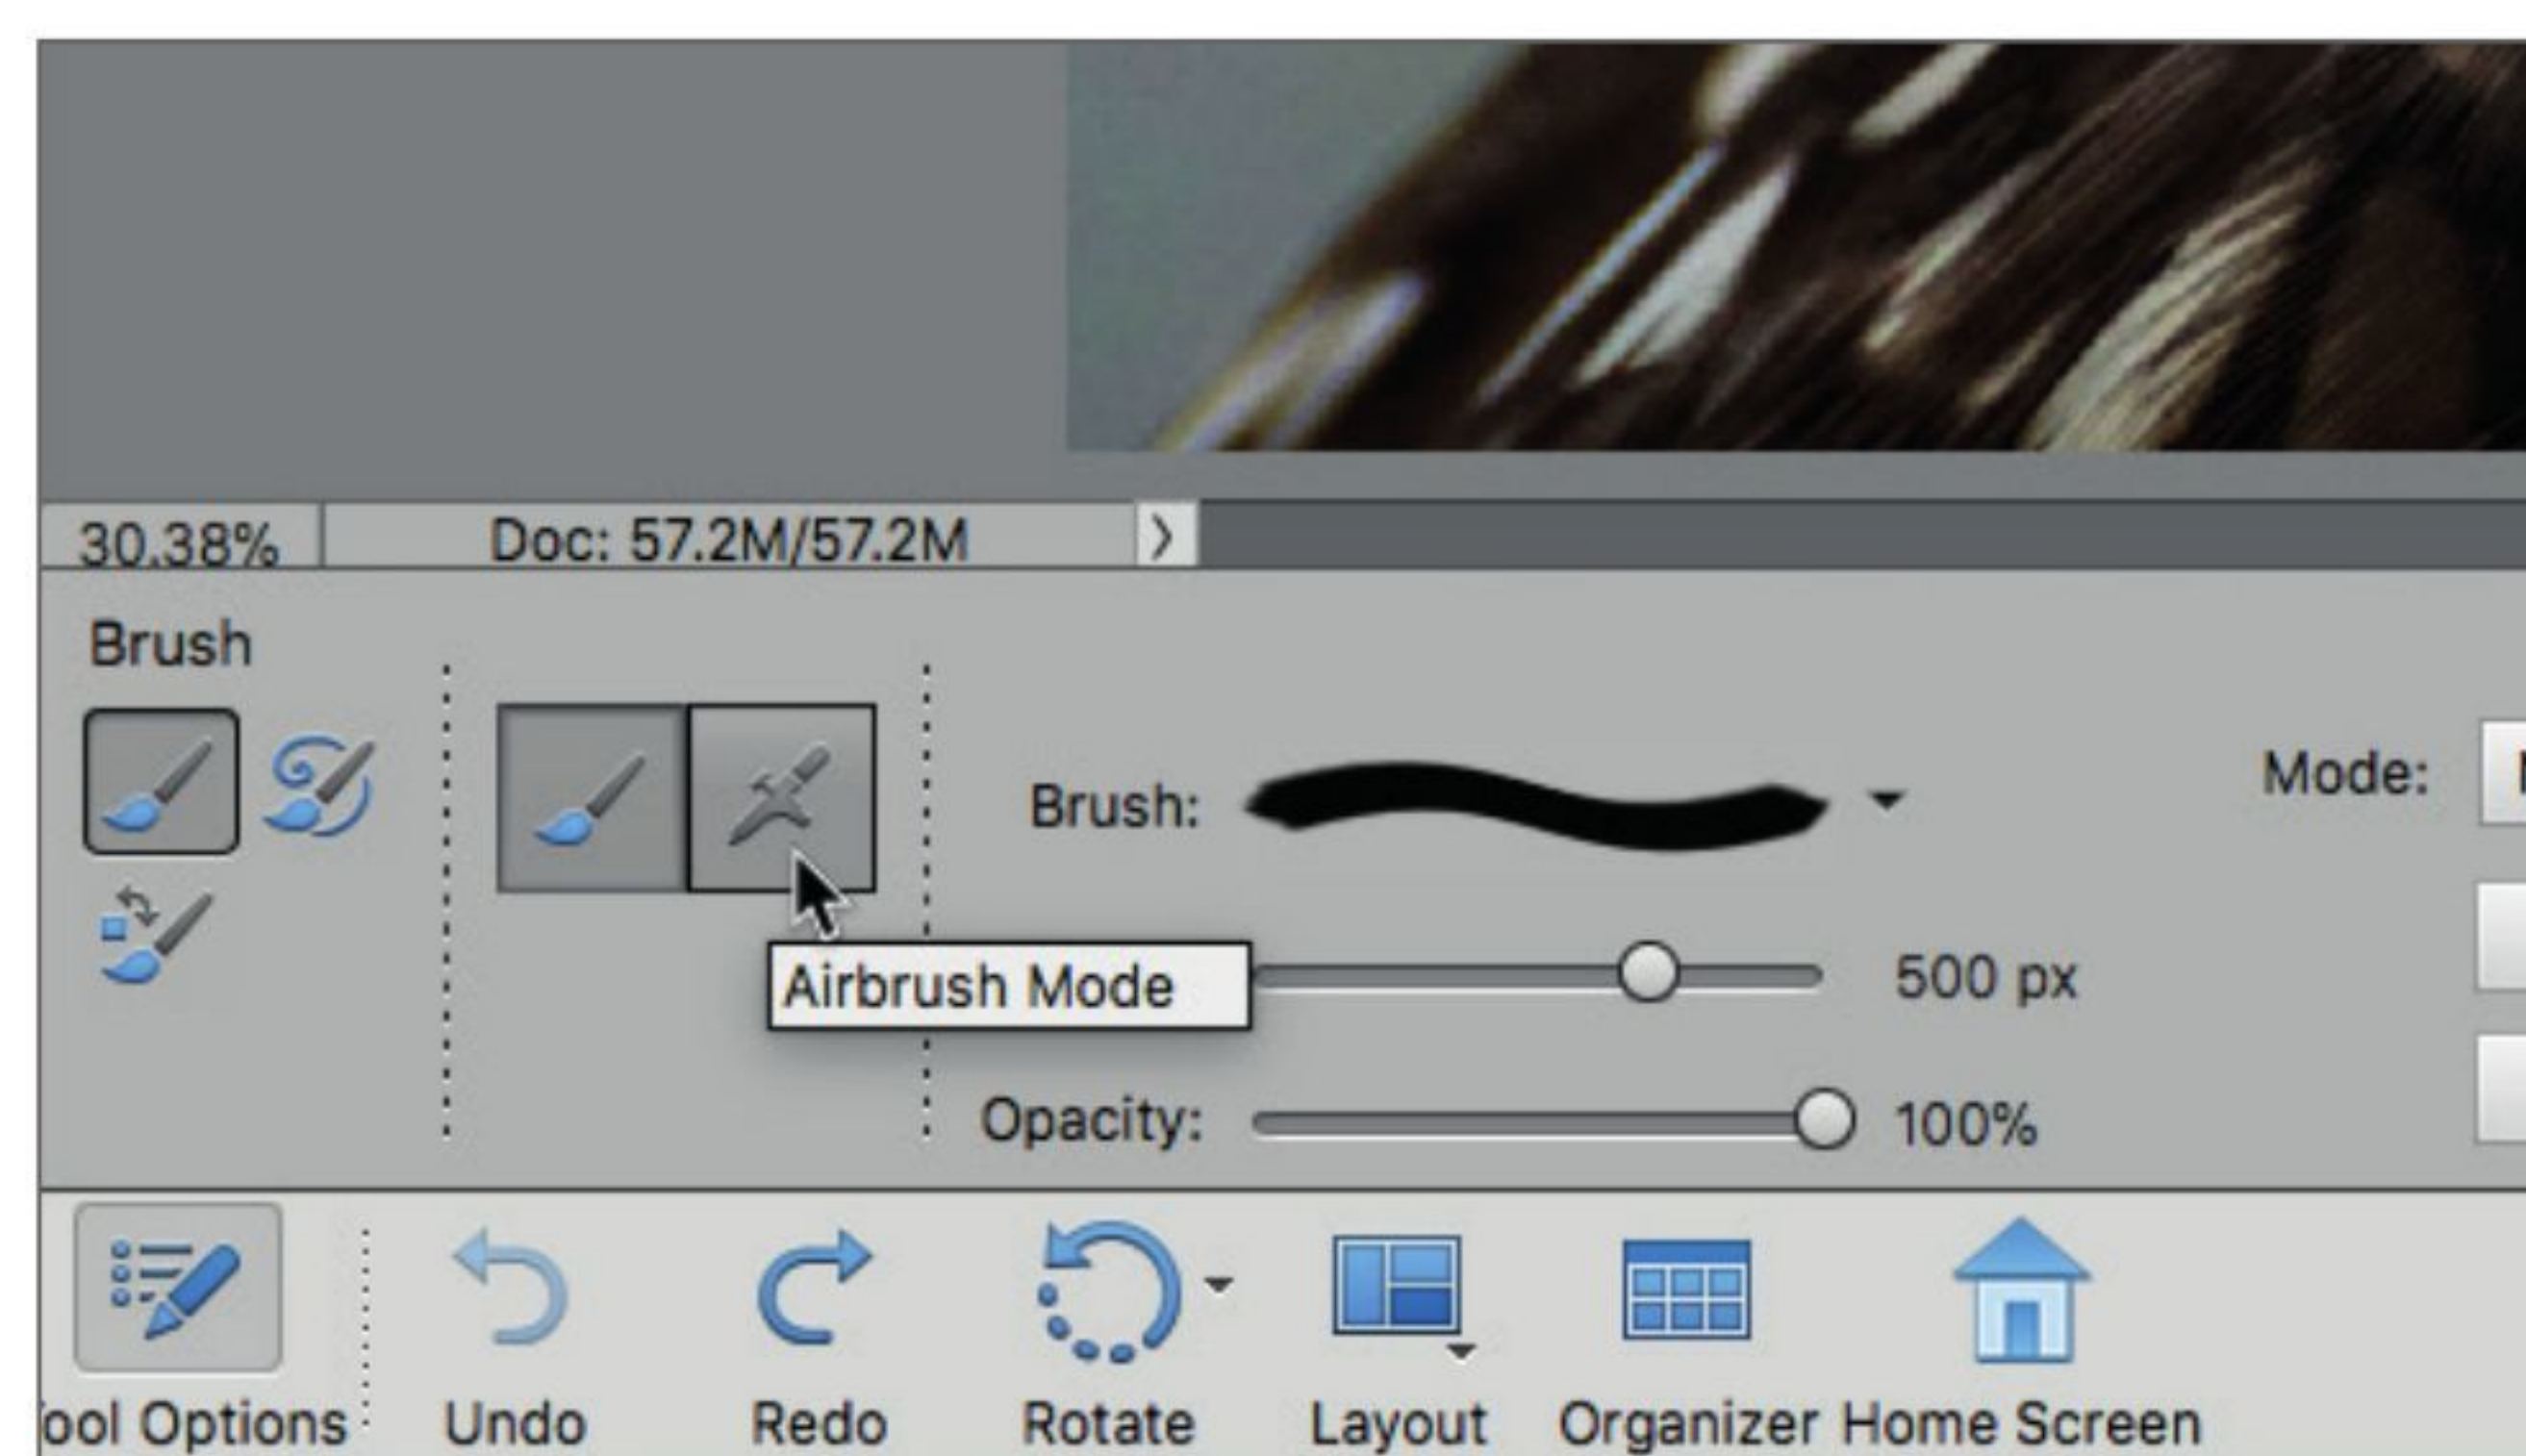 30.38%
Doc: 57.2M/57.2M
Brush
Brush:
Mode:
Airbrush Mode
500 px
Opacity:
100%
ool Options
Undo
Redo
Rotate
Layout
Organizer
Home Screen